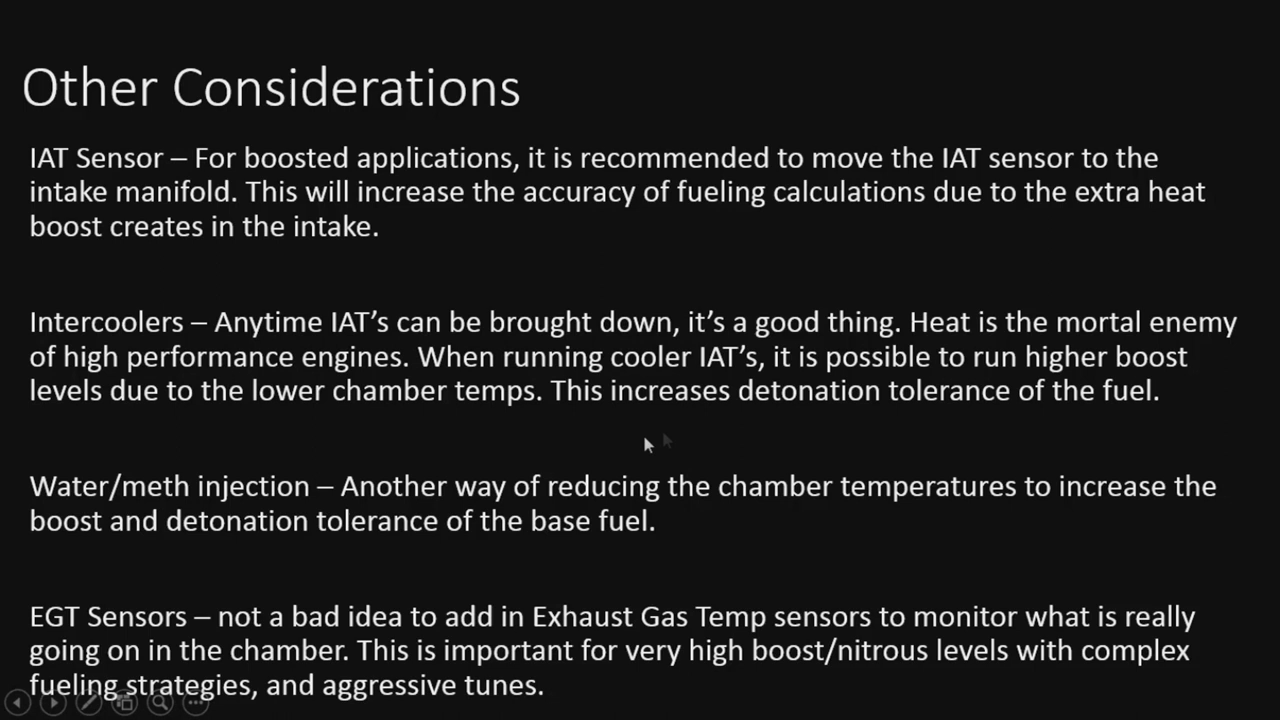 Other Considerations
IAT Sensor – For boosted applications, it is recommended to move the IAT sensor to the
intake manifold. This will increase the accuracy of fueling calculations due to the extra heat
boost creates in the intake.
Intercoolers – Anytime IAT’s can be brought down, it’s a good thing. Heat is the mortal enemy
of high performance engines. When running cooler IAT’s, it is possible to run higher boost
levels due to the lower chamber temps. This increases detonation tolerance of the fuel.
Water/meth injection – Another way of reducing the chamber temperatures to increase the
boost and detonation tolerance of the base fuel.
EGT Sensors – not a bad idea to add in Exhaust Gas Temp sensors to monitor what is really
going on in the chamber. This is important for very high boost/nitrous levels with complex
fueling strategies, and aggressive tunes.